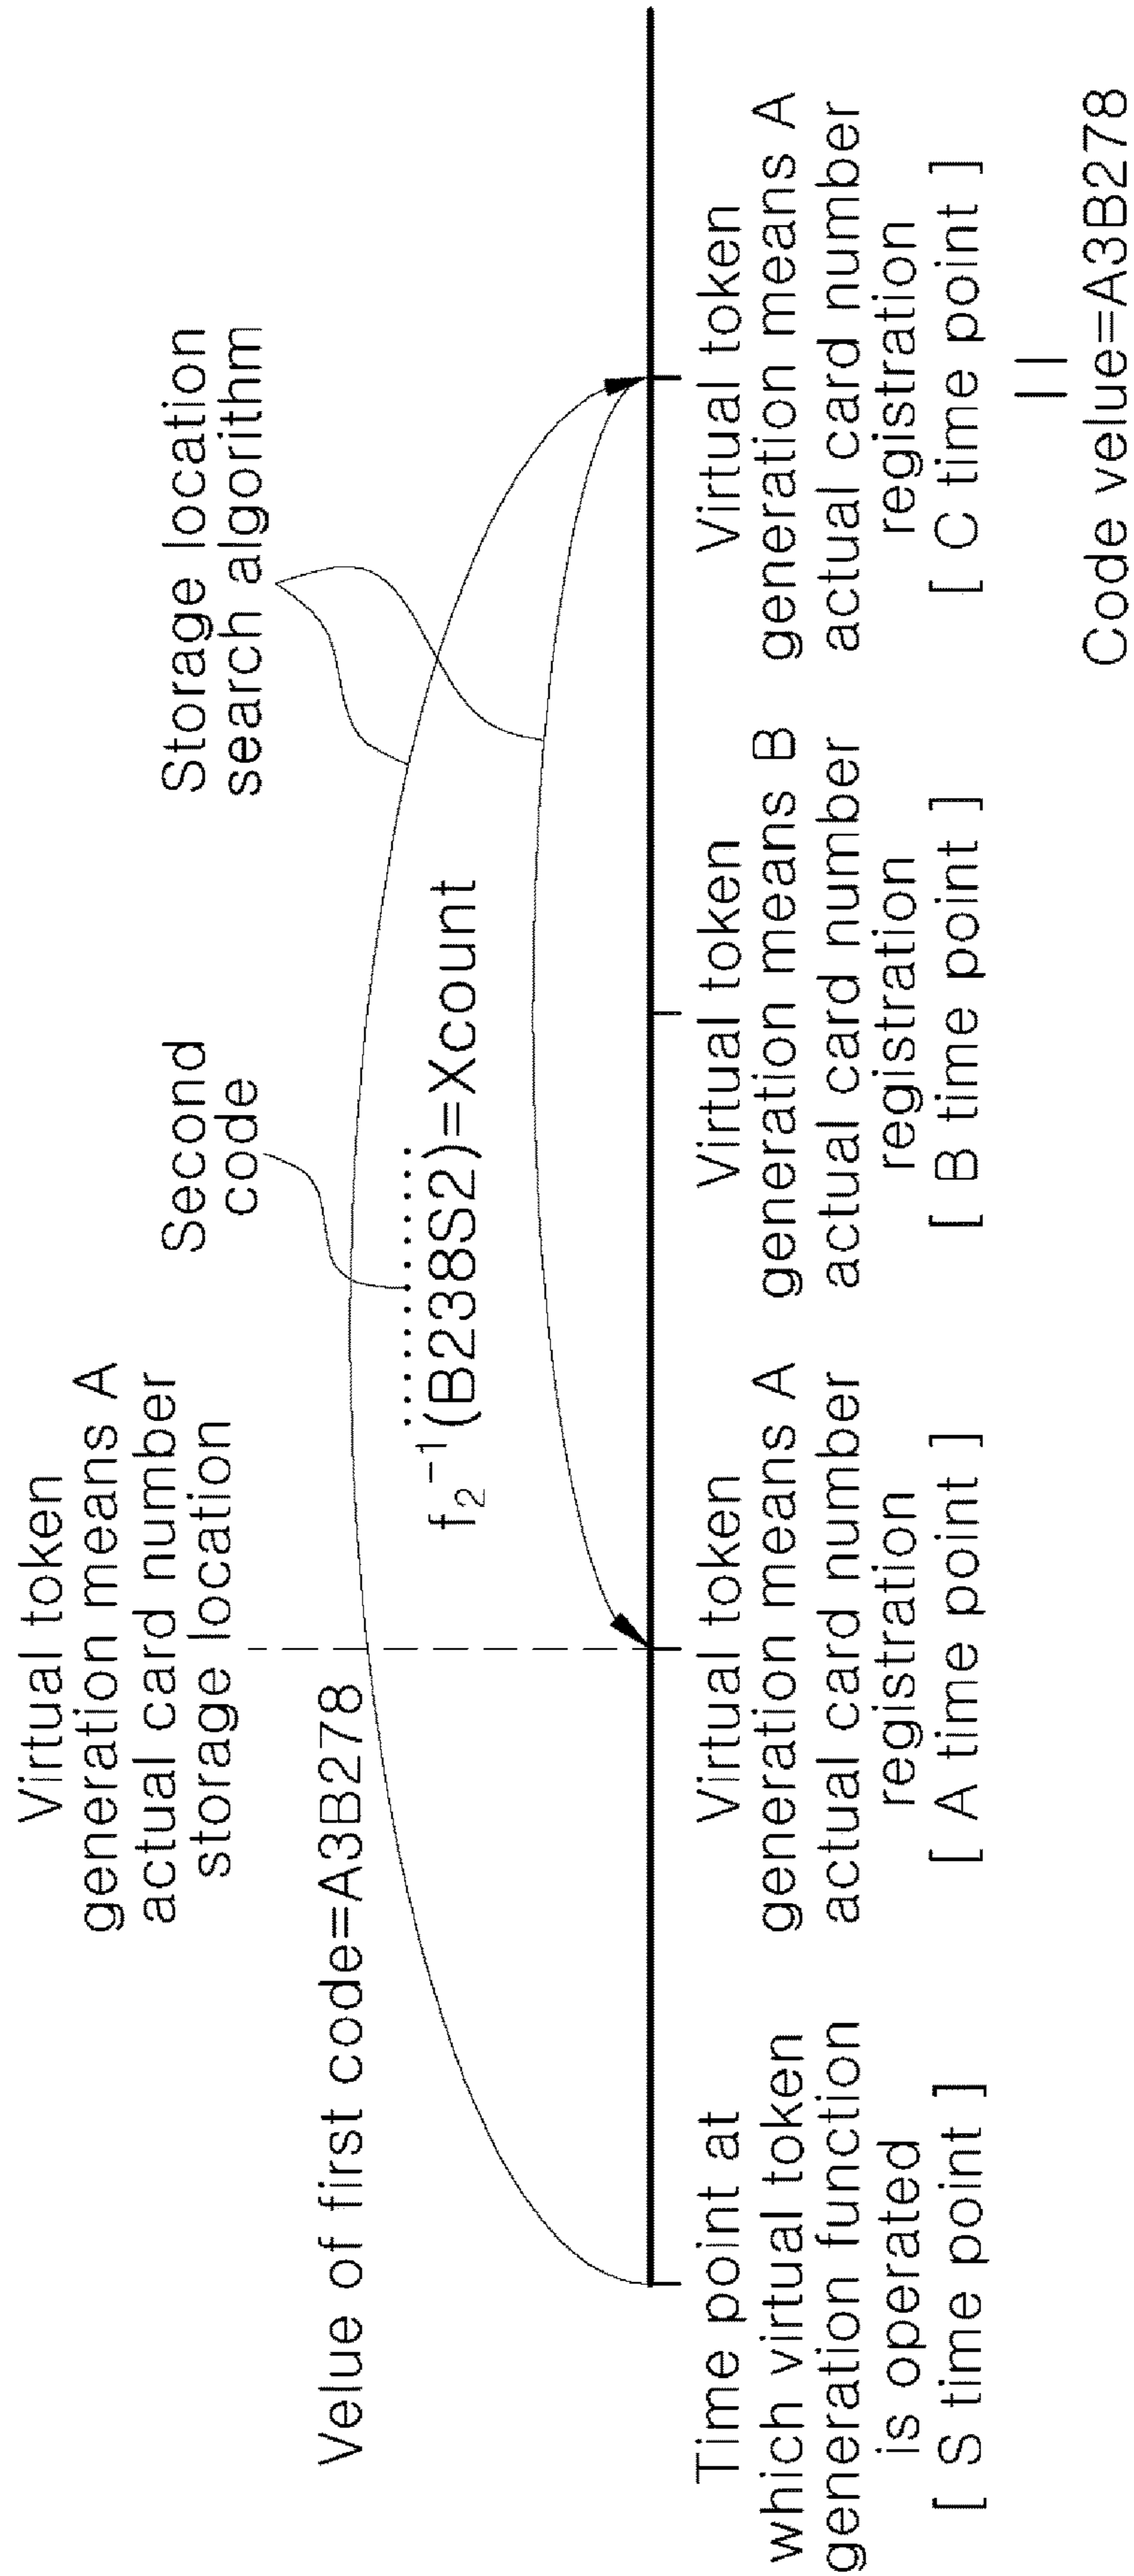 Virtual token
generation means A
actual card number
storage location
Second
code
Storage location
search algorithm
Velue of first code=A3B278
f₂⁻¹(B238S2)=Xcount
Time point at
which virtual token
generation function
is operated
[ S time point ]
Virtual token
generation means A
actual card number
registration
[ A time point ]
Virtual token
generation means B
actual card number
registration
[ B time point ]
Virtual token
generation means A
actual card number
registration
[ C time point ]
Code velue=A3B278